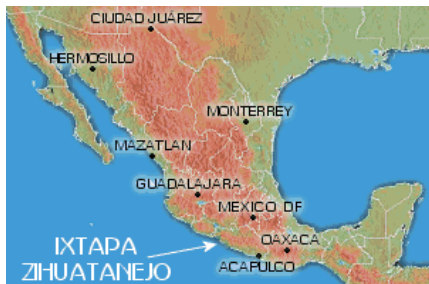 CIUDAD JUÁREZ
HERMOSILLO
MONTERREY
MAZATLAN
GUADALAJARA
MEXICO DF
OAXACA
IXTAPA
ZIHUATANEJO
ACAPULCO